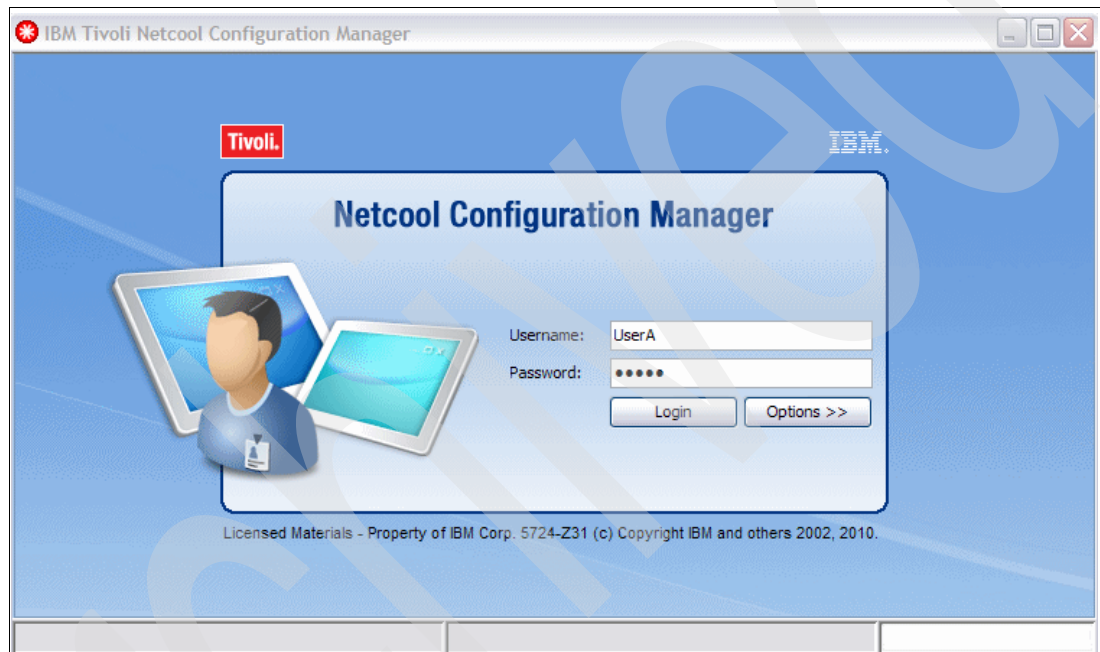 IBM Tivoli Netcool Configuration Manager
Tivoli.
IBM.
Netcool Configuration Manager
Username: UserA
Password: •••••
Login Options >>
Licensed Materials - Property of IBM Corp. 5724-Z31 (c) Copyright IBM and others 2002, 2010.